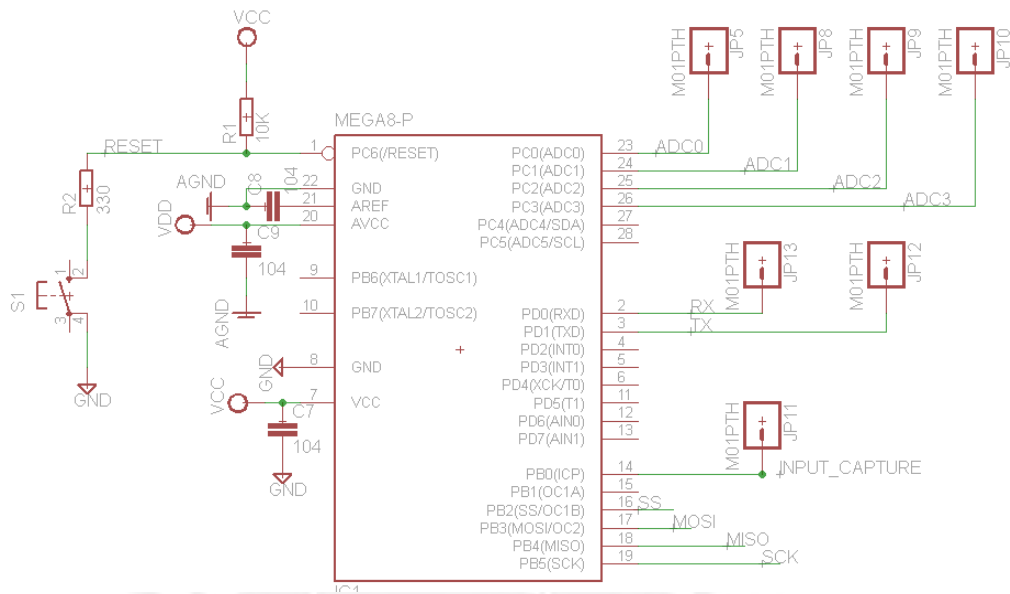 VCC
JP5
JP8
JP9
JP10
M01PTH
M01PTH
M01PTH
M01PTH
R1
10K
MEGA8-P
RESET
1
PC6(/RESET)
PC0(ADC0)
23
ADC0
PC1(ADC1)
24
ADC1
R2
330
AGND
C8
104
22
GND
PC2(ADC2)
25
ADC2
21
AREF
PC3(ADC3)
26
ADC3
VDD
20
AVCC
PC4(ADC4/SDA)
27
C9
104
PC5(ADC5/SCL)
28
S1
1
2
3
4
GND
9
PB6(XTAL1/TOSC1)
M01PTH
JP13
M01PTH
JP12
AGND
10
PB7(XTAL2/TOSC2)
PD0(RXD)
2
RX
PD1(TXD)
3
TX
PD2(INT0)
4
GND
8
GND
PD3(INT1)
5
PD4(XCK/T0)
6
VCC
7
VCC
PD5(T1)
11
C7
104
GND
PD6(AIN0)
12
PD7(AIN1)
13
M01PTH
JP11
PB0(ICP)
14
INPUT_CAPTURE
PB1(OC1A)
15
PB2(SS/OC1B)
16
SS
PB3(MOSI/OC2)
17
MOSI
PB4(MISO)
18
MISO
PB5(SCK)
19
SCK
IC1